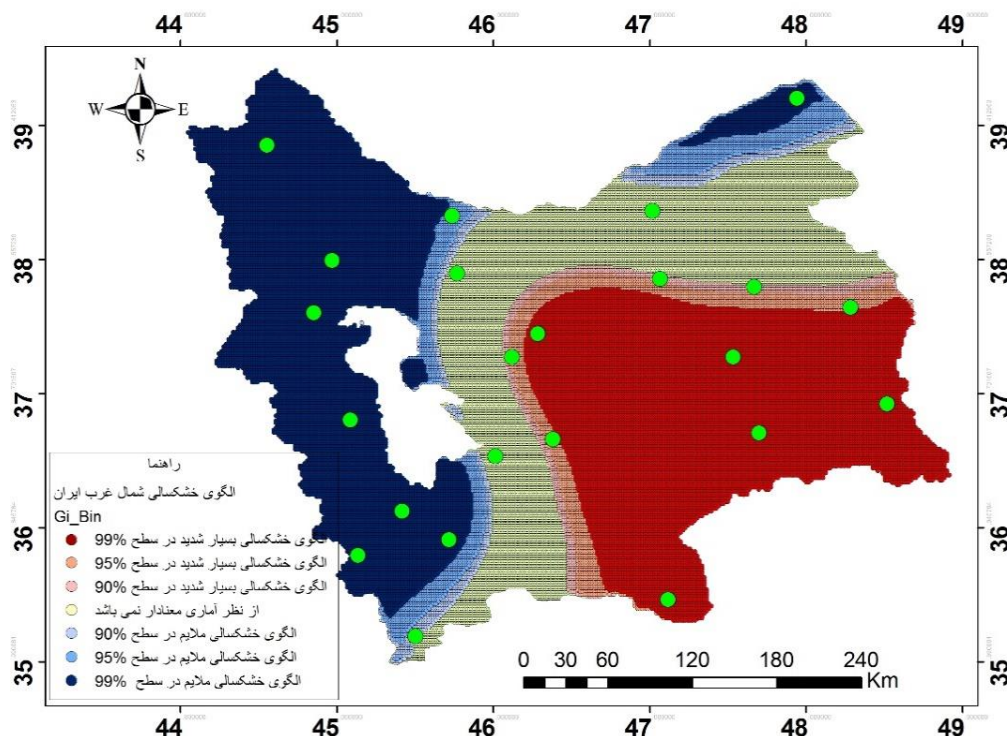 44 45 46 47 48 49
N
W E
S
39 39
38 38
37 37
36 36
35 35
راهنما
الگوی خشکسالی شمال غرب ایران
Gi_Bin
الگوی خشکسالی بسیار شدید در سطح 99%
الگوی خشکسالی بسیار شدید در سطح 95%
الگوی خشکسالی بسیار شدید در سطح 90%
از نظر آماری معنادار نمی باشد
الگوی خشکسالی ملایم در سطح 90%
الگوی خشکسالی ملایم در سطح 95%
الگوی خشکسالی ملایم در سطح 99%
0 30 60 120 180 240
Km
44 45 46 47 48 49